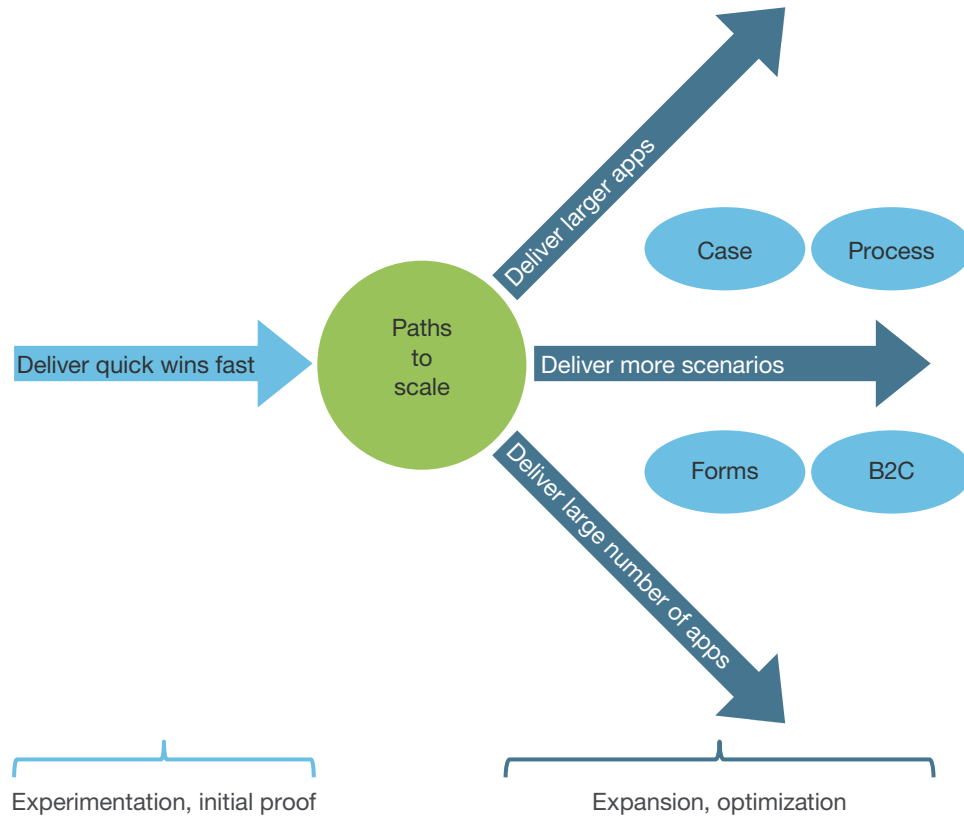 Deliver quick wins fast
Paths
to
scale
Deliver larger apps
Case
Process
Deliver more scenarios
Forms
B2C
Deliver large number of apps
Experimentation, initial proof
Expansion, optimization